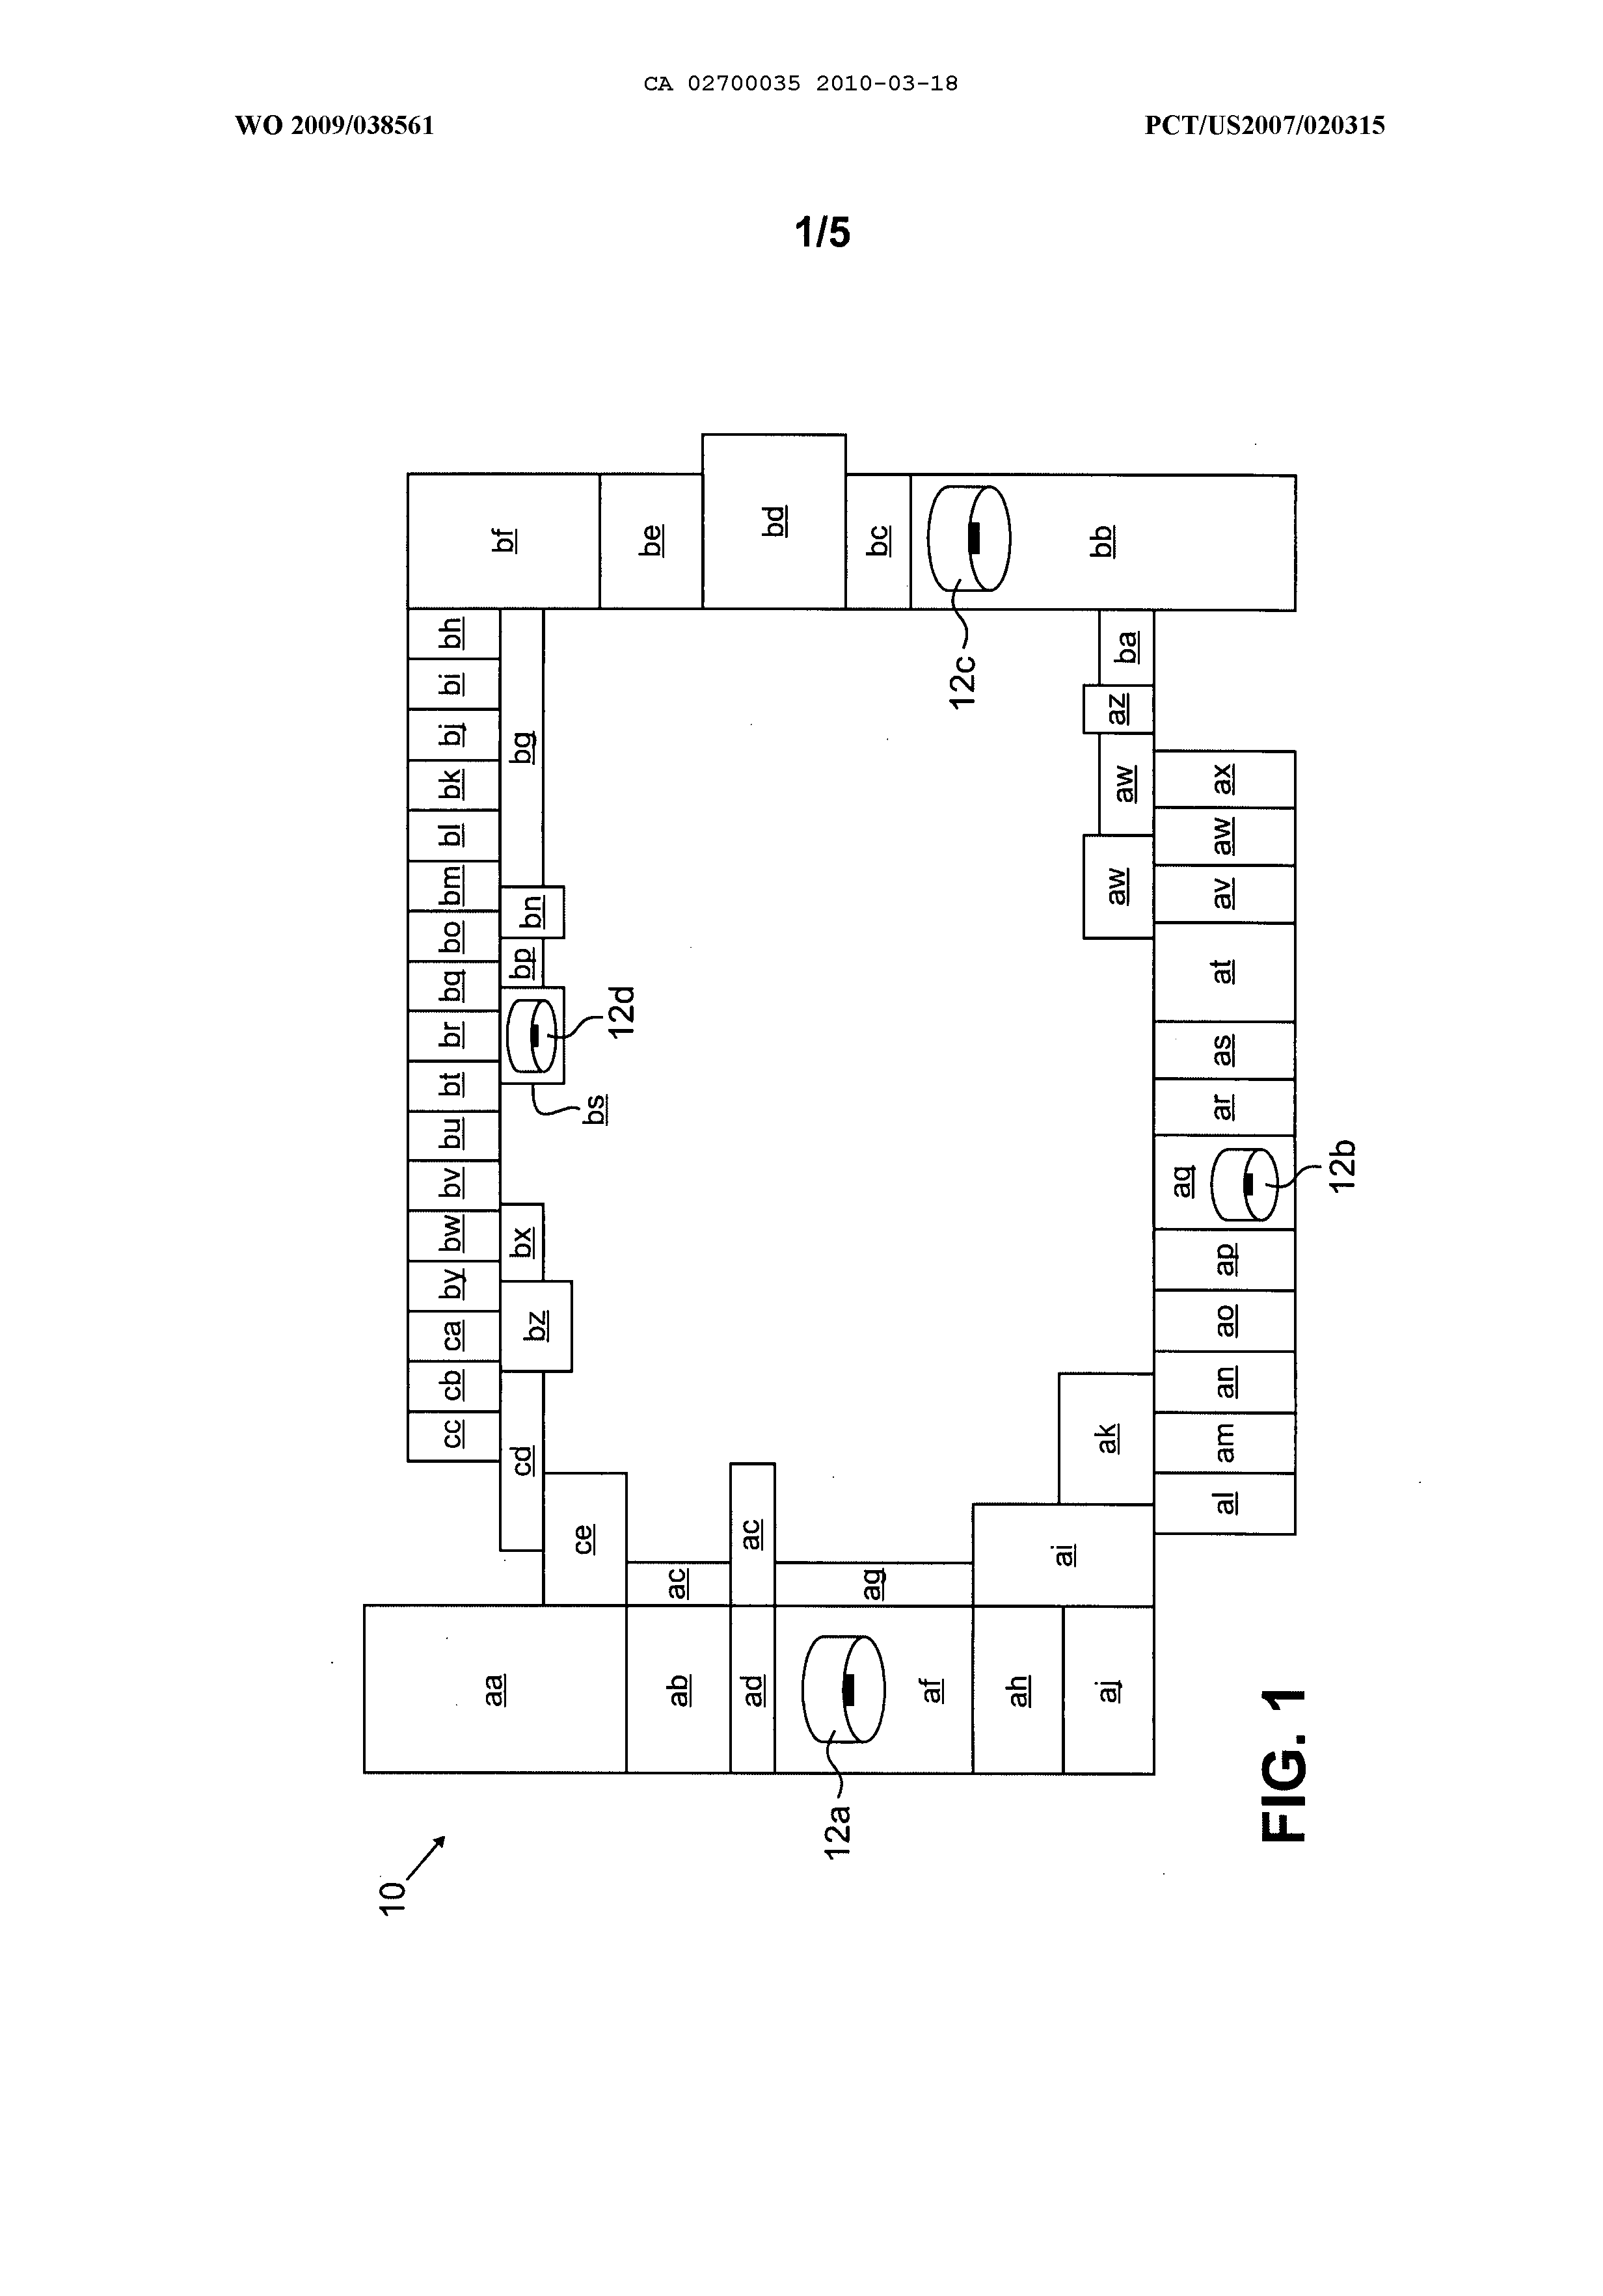 CA 02700035 2010-03-18
WO 2009/038561 PCT/US2007/020315
1/5
bf
be
bd
bc
bb
12c
bh
bi
bj
bk
bl
bm
bo
bq
br
bt
bu
bv
bw
by
ca
cb
cc
bg
bn
bp
12d
bs
bx
bz
cd
ce
ba
az
aw
aw
ax
aw
av
at
as
ar
aq
12b
ap
ao
an
am
al
ak
ai
ac
ac
ag
aa
ab
ad
af
ah
aj
12a
10
FIG. 1